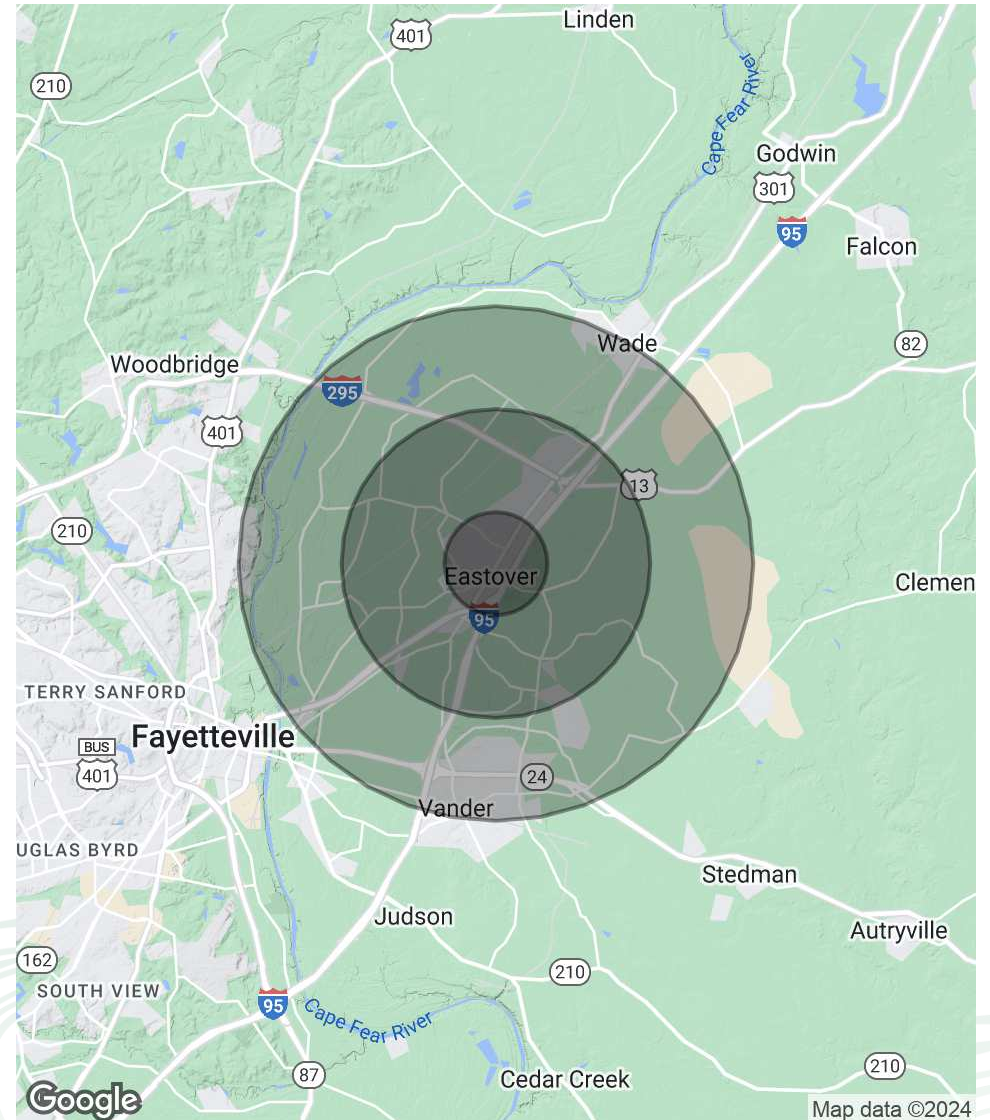 Linden
401
210
Cape Fear River
Godwin
301
95
Falcon
82
Wade
Woodbridge
295
401
13
210
Eastover
Clemen
95
TERRY SANFORD
Fayetteville
BUS
401
24
Vander
UGLAS BYRD
Stedman
Judson
Autryville
162
210
SOUTH VIEW
95
Cape Fear River
87
210
Cedar Creek
Google
Map data ©2024